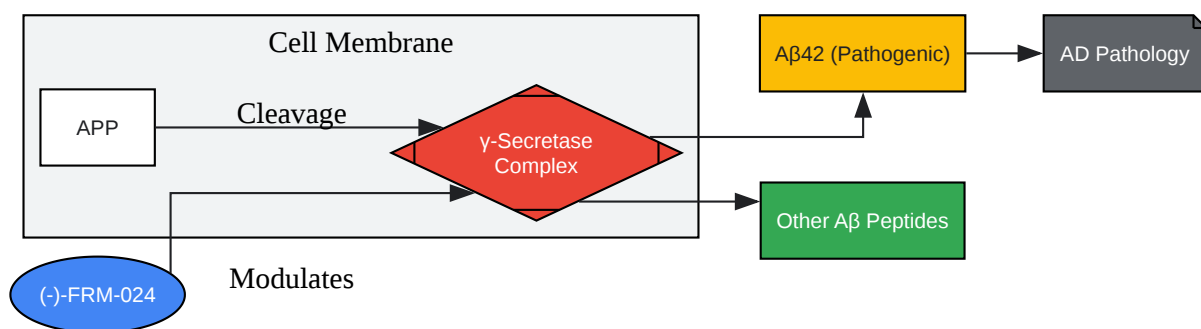 Cell Membrane
APP
Cleavage
γ-Secretase
Complex
Aβ42 (Pathogenic)
AD Pathology
Other Aβ Peptides
Modulates
(-)-FRM-024